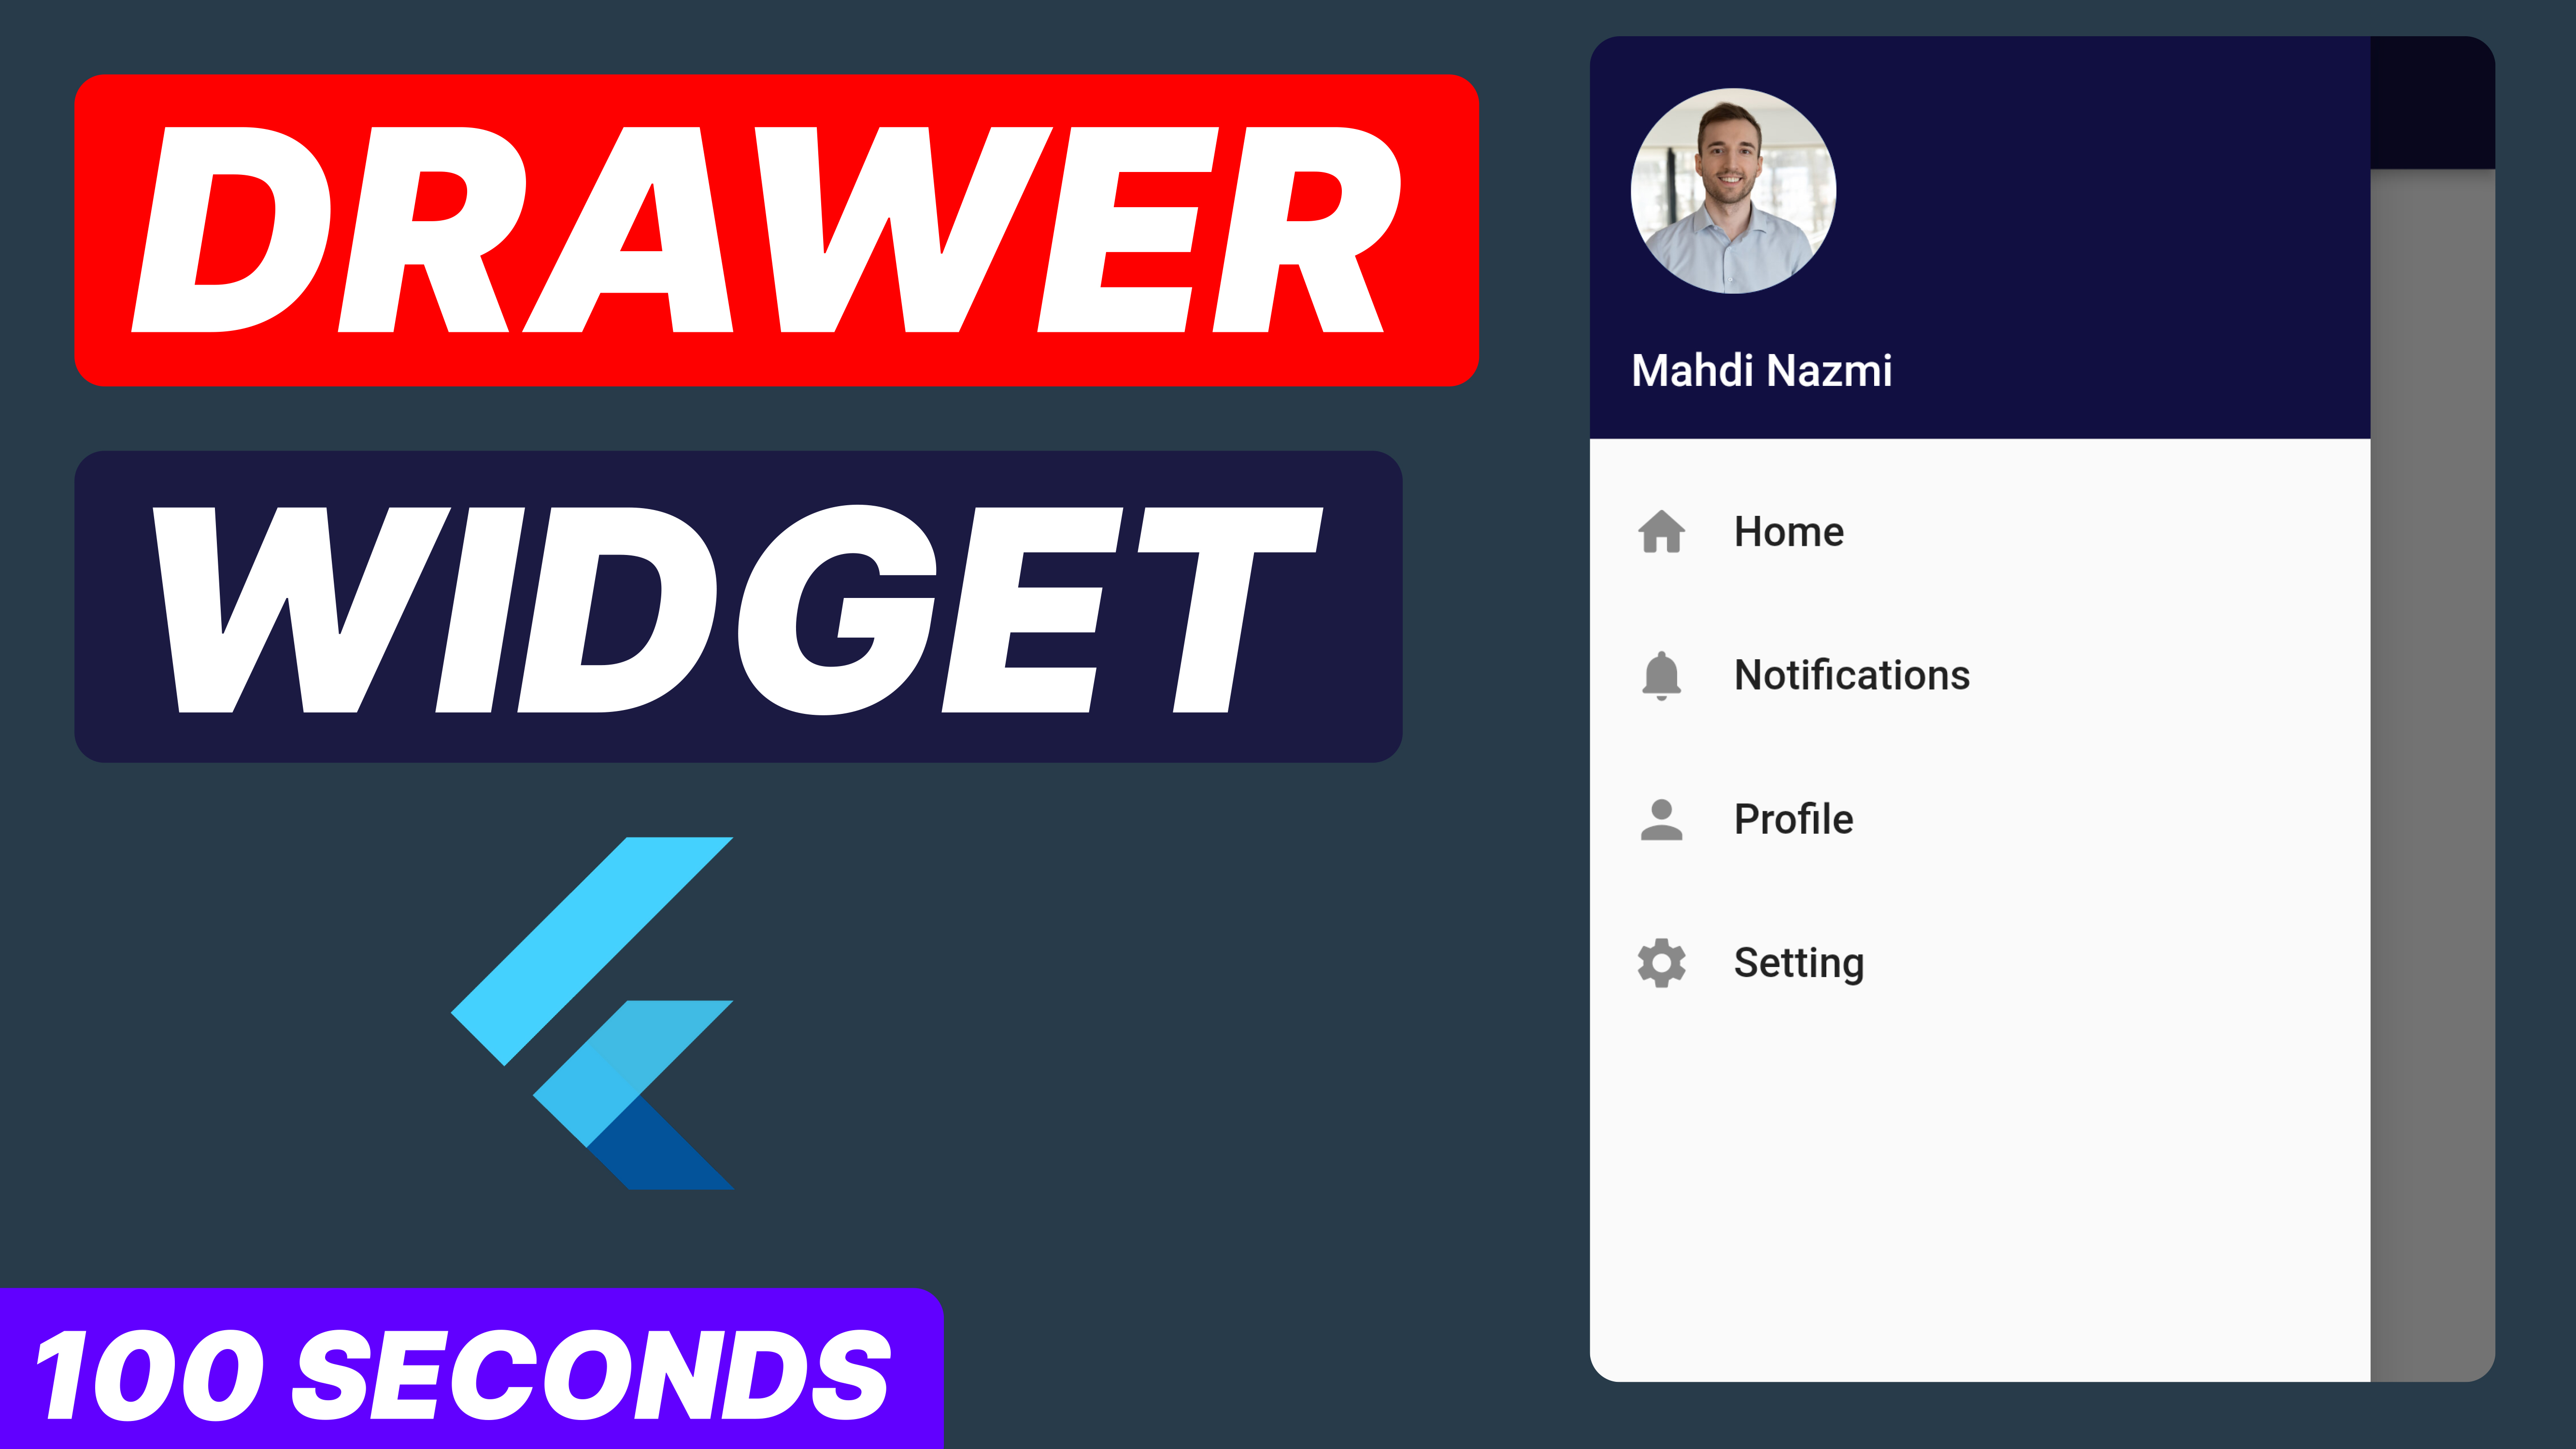 DRAWER
WIDGET
100 SECONDS
Mahdi Nazmi
Home
Notifications
Profile
Setting